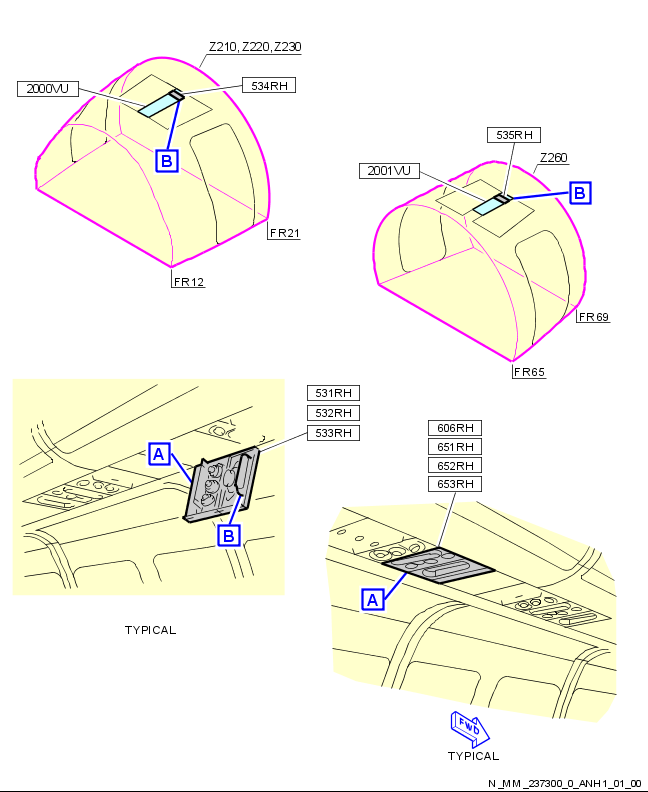 Z210, Z220, Z230
2000VU
534RH
B
FR21
FR12
535RH
Z260
2001VU
B
FR69
FR65
531RH
532RH
533RH
A
B
TYPICAL
606RH
651RH
652RH
653RH
A
FWD
TYPICAL
N_MM_237300_0_ANH1_01_00